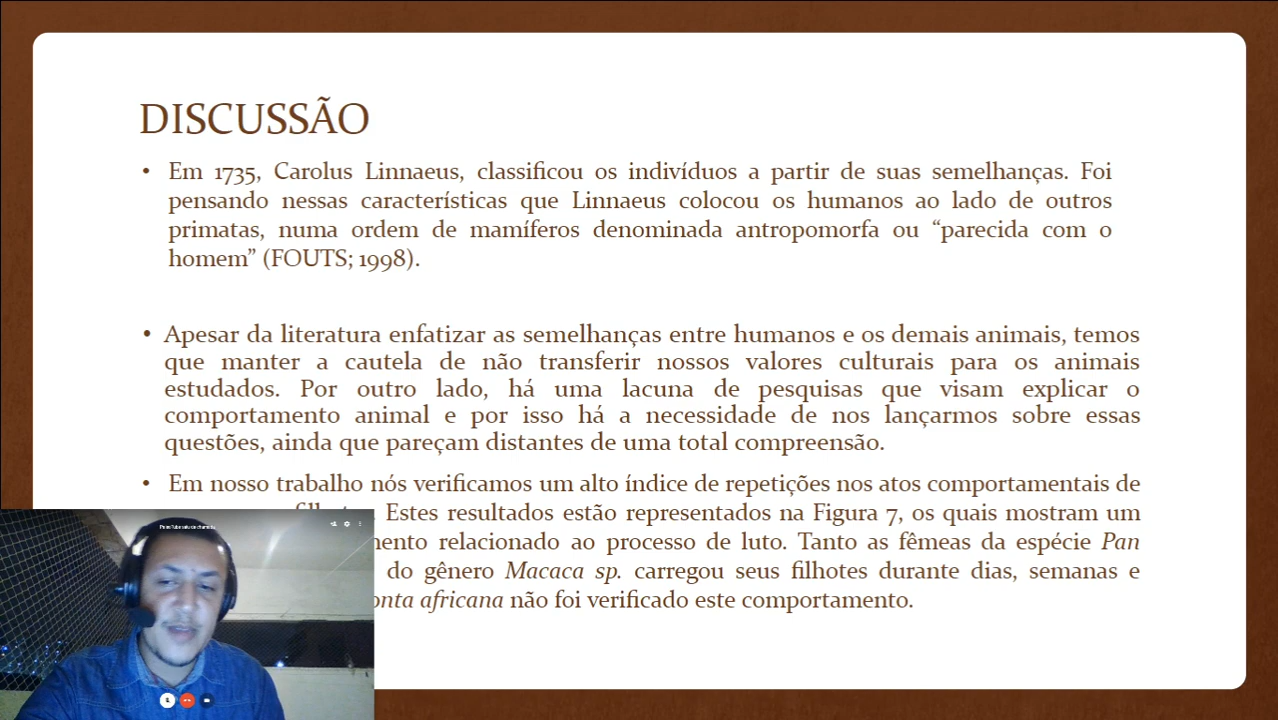 DISCUSSÃO
• Em 1735, Carolus Linnaeus, classificou os indivíduos a partir de suas semelhanças. Foi
pensando nessas características que Linnaeus colocou os humanos ao lado de outros
primatas, numa ordem de mamíferos denominada antropomorfa ou “parecida com o
homem” (FOUTS; 1998).
• Apesar da literatura enfatizar as semelhanças entre humanos e os demais animais, temos
que manter a cautela de não transferir nossos valores culturais para os animais
estudados. Por outro lado, há uma lacuna de pesquisas que visam explicar o
comportamento animal e por isso há a necessidade de nos lançarmos sobre essas
questões, ainda que pareçam distantes de uma total compreensão.
• Em nosso trabalho nós verificamos um alto índice de repetições nos atos comportamentais de
Estes resultados estão representados na Figura 7, os quais mostram um
mento relacionado ao processo de luto. Tanto as fêmeas da espécie Pan
do gênero Macaca sp. carregou seus filhotes durante dias, semanas e
onta africana não foi verificado este comportamento.